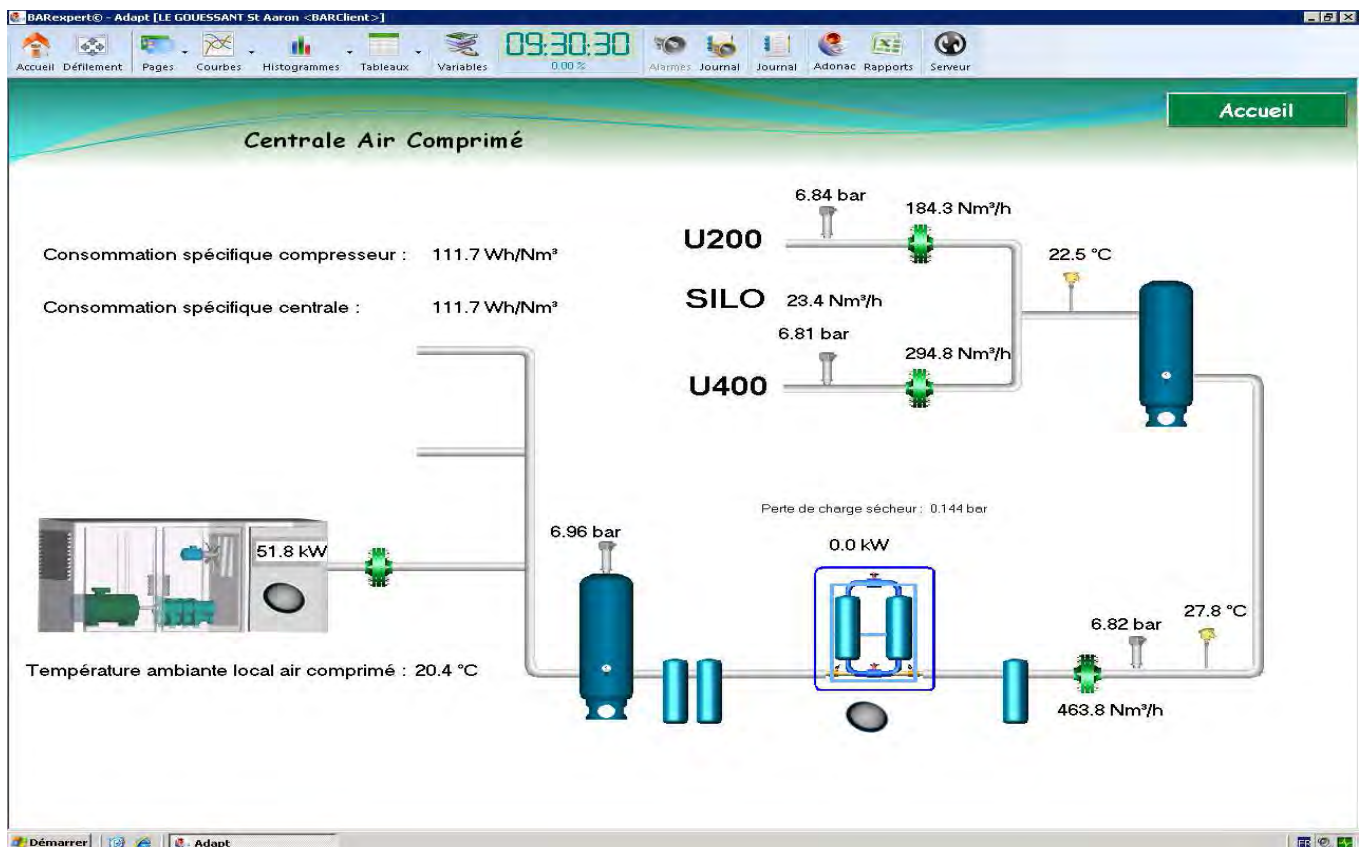 BARexpert© - Adapt [LE GOUESSANT St Aaron <BARClient>]
Accueil Défilement Pages Courbes Histogrammes Tableaux Variables 09:30:30 0.00 % Alarmes Journal Journal Adonac Rapports Serveur
Accueil
Centrale Air Comprimé
6.84 bar
184.3 Nm³/h
U200
Consommation spécifique compresseur : 111.7 Wh/Nm³
22.5 °C
Consommation spécifique centrale : 111.7 Wh/Nm³
SILO 23.4 Nm³/h
6.81 bar
294.8 Nm³/h
U400
Perte de charge sécheur : 0.144 bar
6.96 bar
0.0 kW
51.8 kW
27.8 °C
6.82 bar
Température ambiante local air comprimé : 20.4 °C
463.8 Nm³/h
Démarrer
Adapt
FR